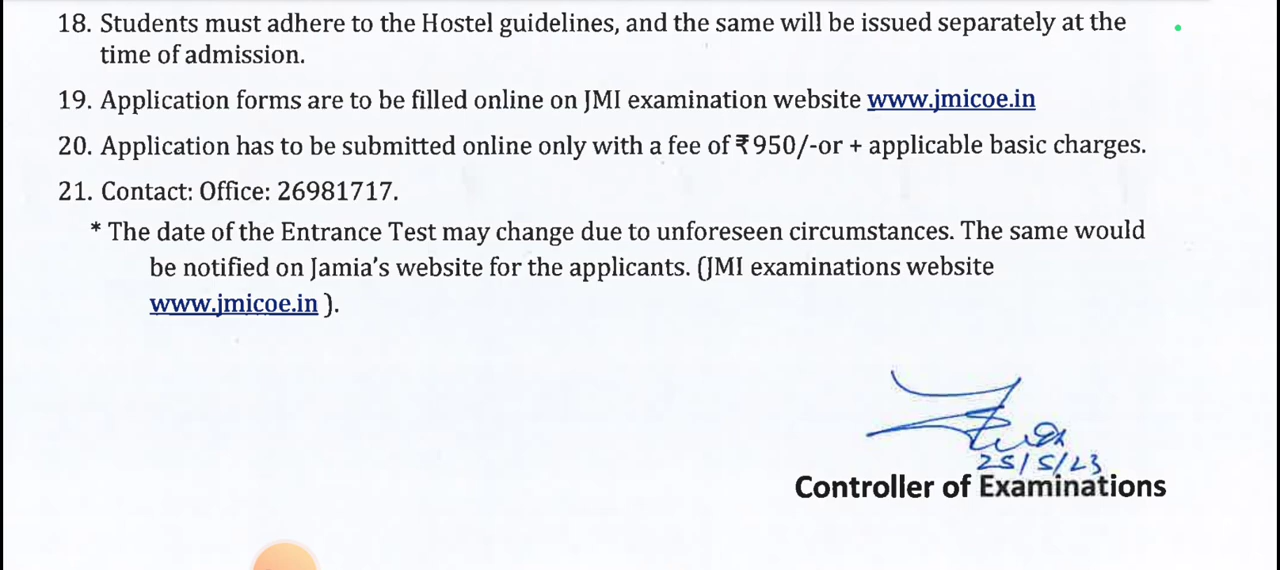 18. Students must adhere to the Hostel guidelines, and the same will be issued separately at the
time of admission.
19. Application forms are to be filled online on JMI examination website www.jmicoe.in
20. Application has to be submitted online only with a fee of ₹950/-or + applicable basic charges.
21. Contact: Office: 26981717.
* The date of the Entrance Test may change due to unforeseen circumstances. The same would
be notified on Jamia's website for the applicants. (JMI examinations website
www.jmicoe.in ).
25/5/23
Controller of Examinations